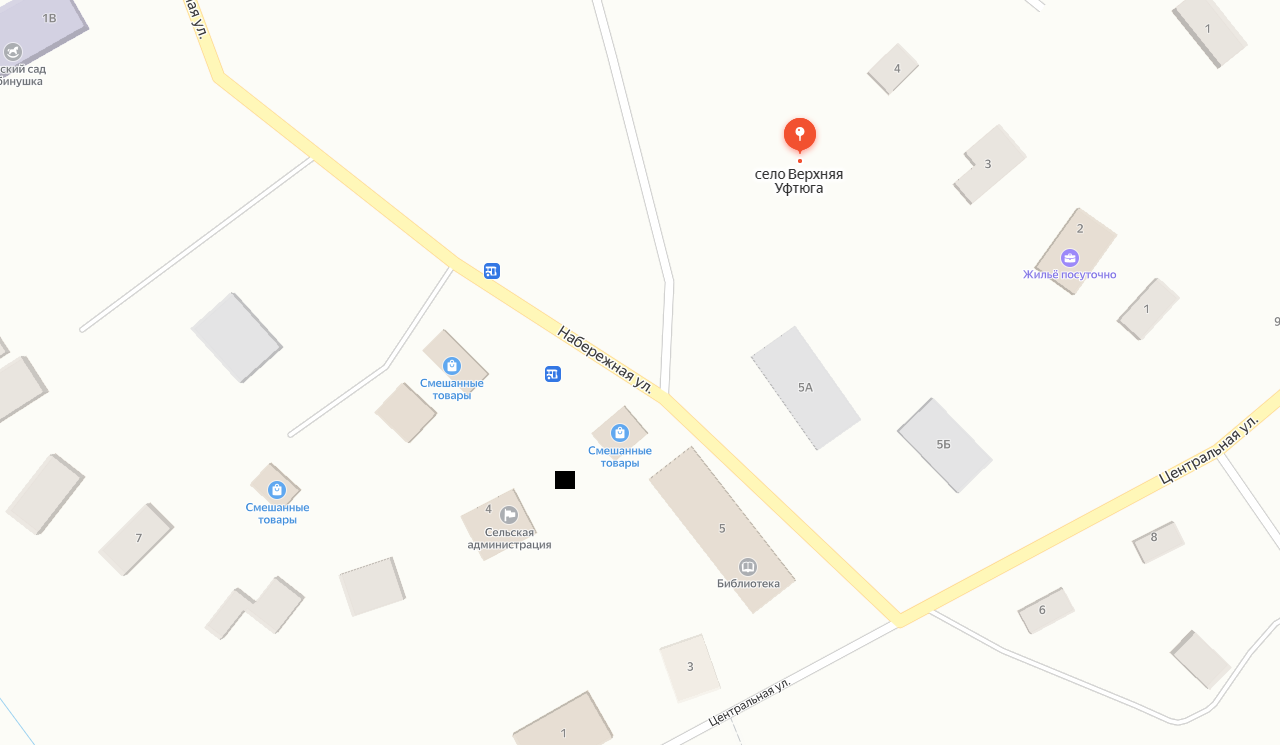 1В
ная ул.
ский сад
бинушка
1
4
село Верхняя
Уфтюга
3
2
Жильё посуточно
1
9
Набережная ул.
Смешанные
товары
5А
5Б
Смешанные
товары
Центральная ул.
Смешанные
товары
4
Сельская
администрация
7
5
Библиотека
8
6
3
Центральная ул.
1